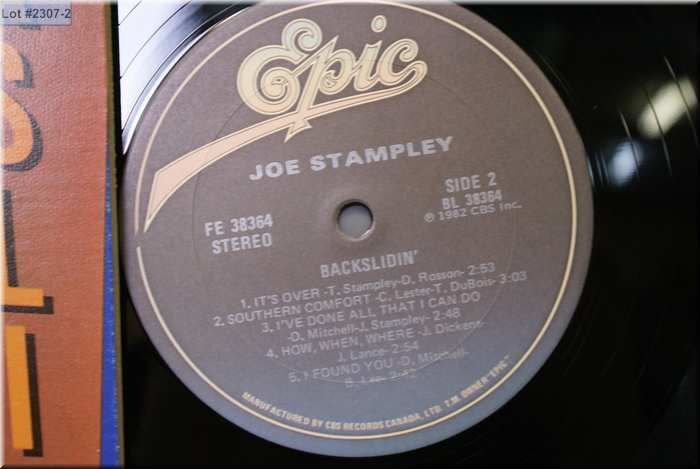 Lot #2307-2
Epic
JOE STAMPLEY
SIDE 2
FE 38364
BL 38364
STEREO
℗ 1982 CBS Inc.
BACKSLIDIN'
1. IT'S OVER -T. Stampley-D. Rosson- 2:53
2. SOUTHERN COMFORT -C. Lester-T. DuBois- 3:03
3. I'VE DONE ALL THAT I CAN DO
-D. Mitchell-J. Stampley- 2:48
4. HOW, WHEN, WHERE -J. Dickens-
J. Lance- 2:54
5. I FOUND YOU -D. Mitchell-
B. 2:42
MANUFACTURED BY CBS RECORDS CANADA, LTD. T.M. OWNER "EPIC"